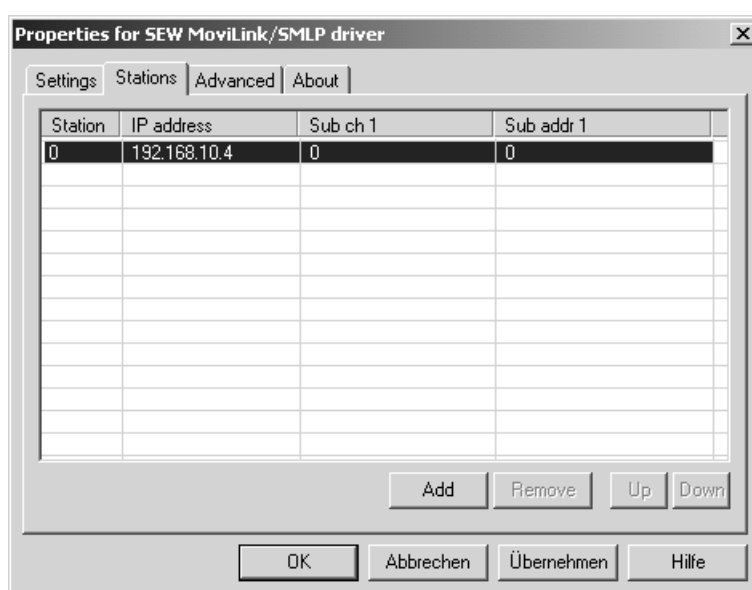 Properties for SEW MoviLink/SMLP driver
Settings Stations Advanced About
Station IP address Sub ch 1 Sub addr 1
0 192.168.10.4 0 0
Add Remove Up Down
OK Abbrechen Übernehmen Hilfe